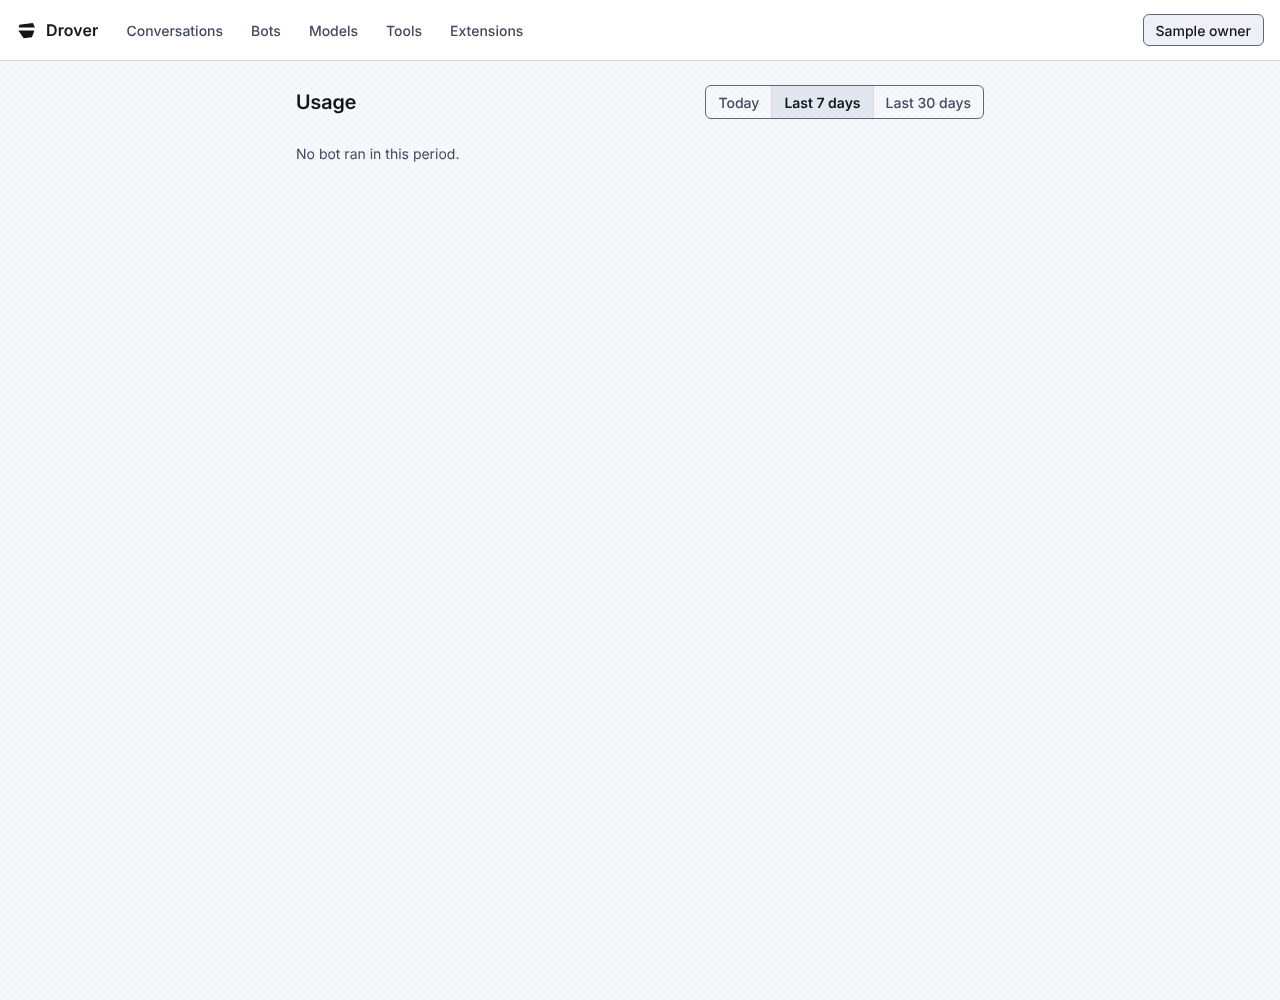 Drover Conversations Bots Models Tools Extensions Sample owner
Usage Today Last 7 days Last 30 days
No bot ran in this period.